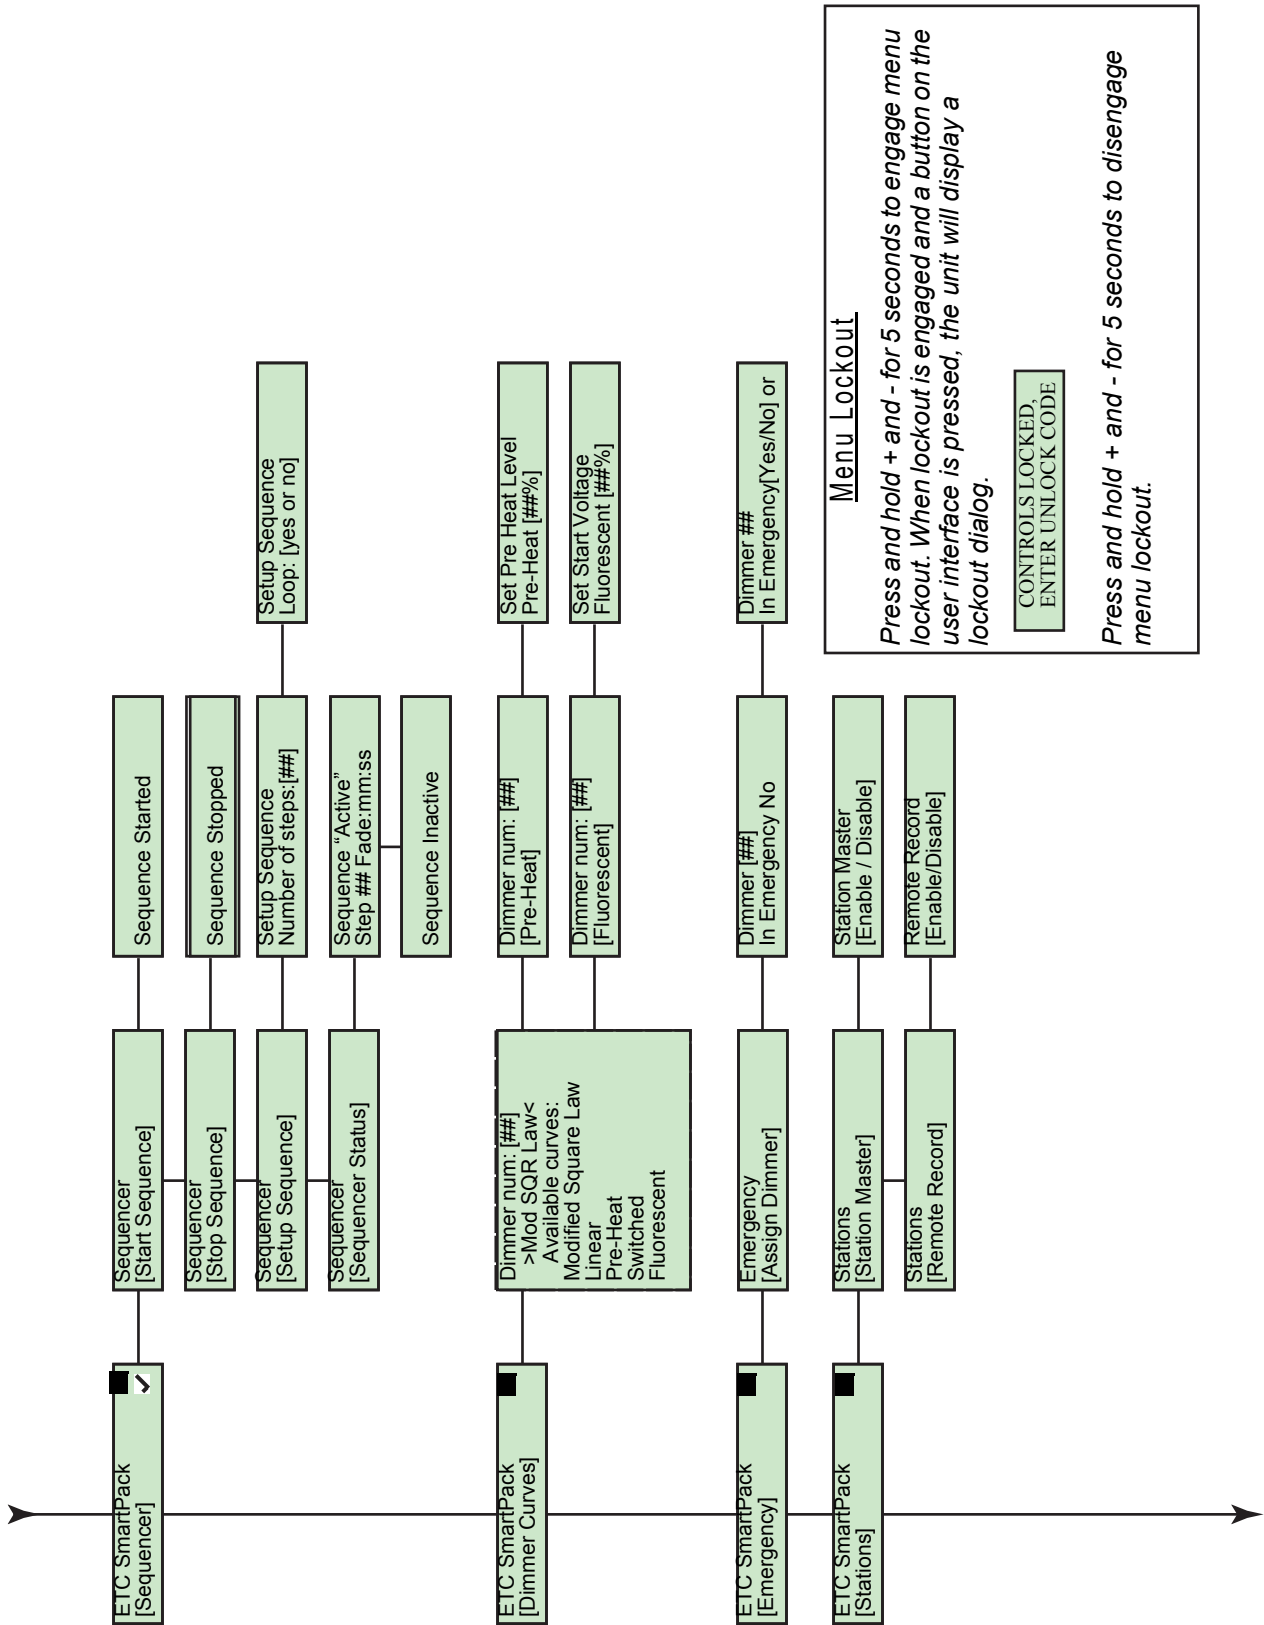 ETC SmartPack
[Sequencer]
Sequencer
[Start Sequence]
Sequence Started
Sequencer
[Stop Sequence]
Sequence Stopped
Sequencer
[Setup Sequence]
Setup Sequence
Number of steps:[##]
Setup Sequence
Loop: [yes or no]
Sequencer
[Sequencer Status]
Sequence “Active”
Step ## Fade:mm:ss
Sequence Inactive
ETC SmartPack
[Dimmer Curves]
Dimmer num: [##]
>Mod SQR Law<
Available curves:
Modified Square Law
Linear
Pre-Heat
Switched
Fluorescent
Dimmer num: [##]
[Pre-Heat]
Set Pre Heat Level
Pre-Heat [##%]
Dimmer num: [##]
[Fluorescent]
Set Start Voltage
Fluorescent [##%]
ETC SmartPack
[Emergency]
Emergency
[Assign Dimmer]
Dimmer [##]
In Emergency No
Dimmer ##
In Emergency[Yes/No] or
ETC SmartPack
[Stations]
Stations
[Station Master]
Station Master
[Enable / Disable]
Stations
[Remote Record]
Remote Record
[Enable/Disable]
Menu Lockout
Press and hold + and - for 5 seconds to engage menu
lockout. When lockout is engaged and a button on the
user interface is pressed, the unit will display a
lockout dialog.
CONTROLS LOCKED,
ENTER UNLOCK CODE
Press and hold + and - for 5 seconds to disengage
menu lockout.